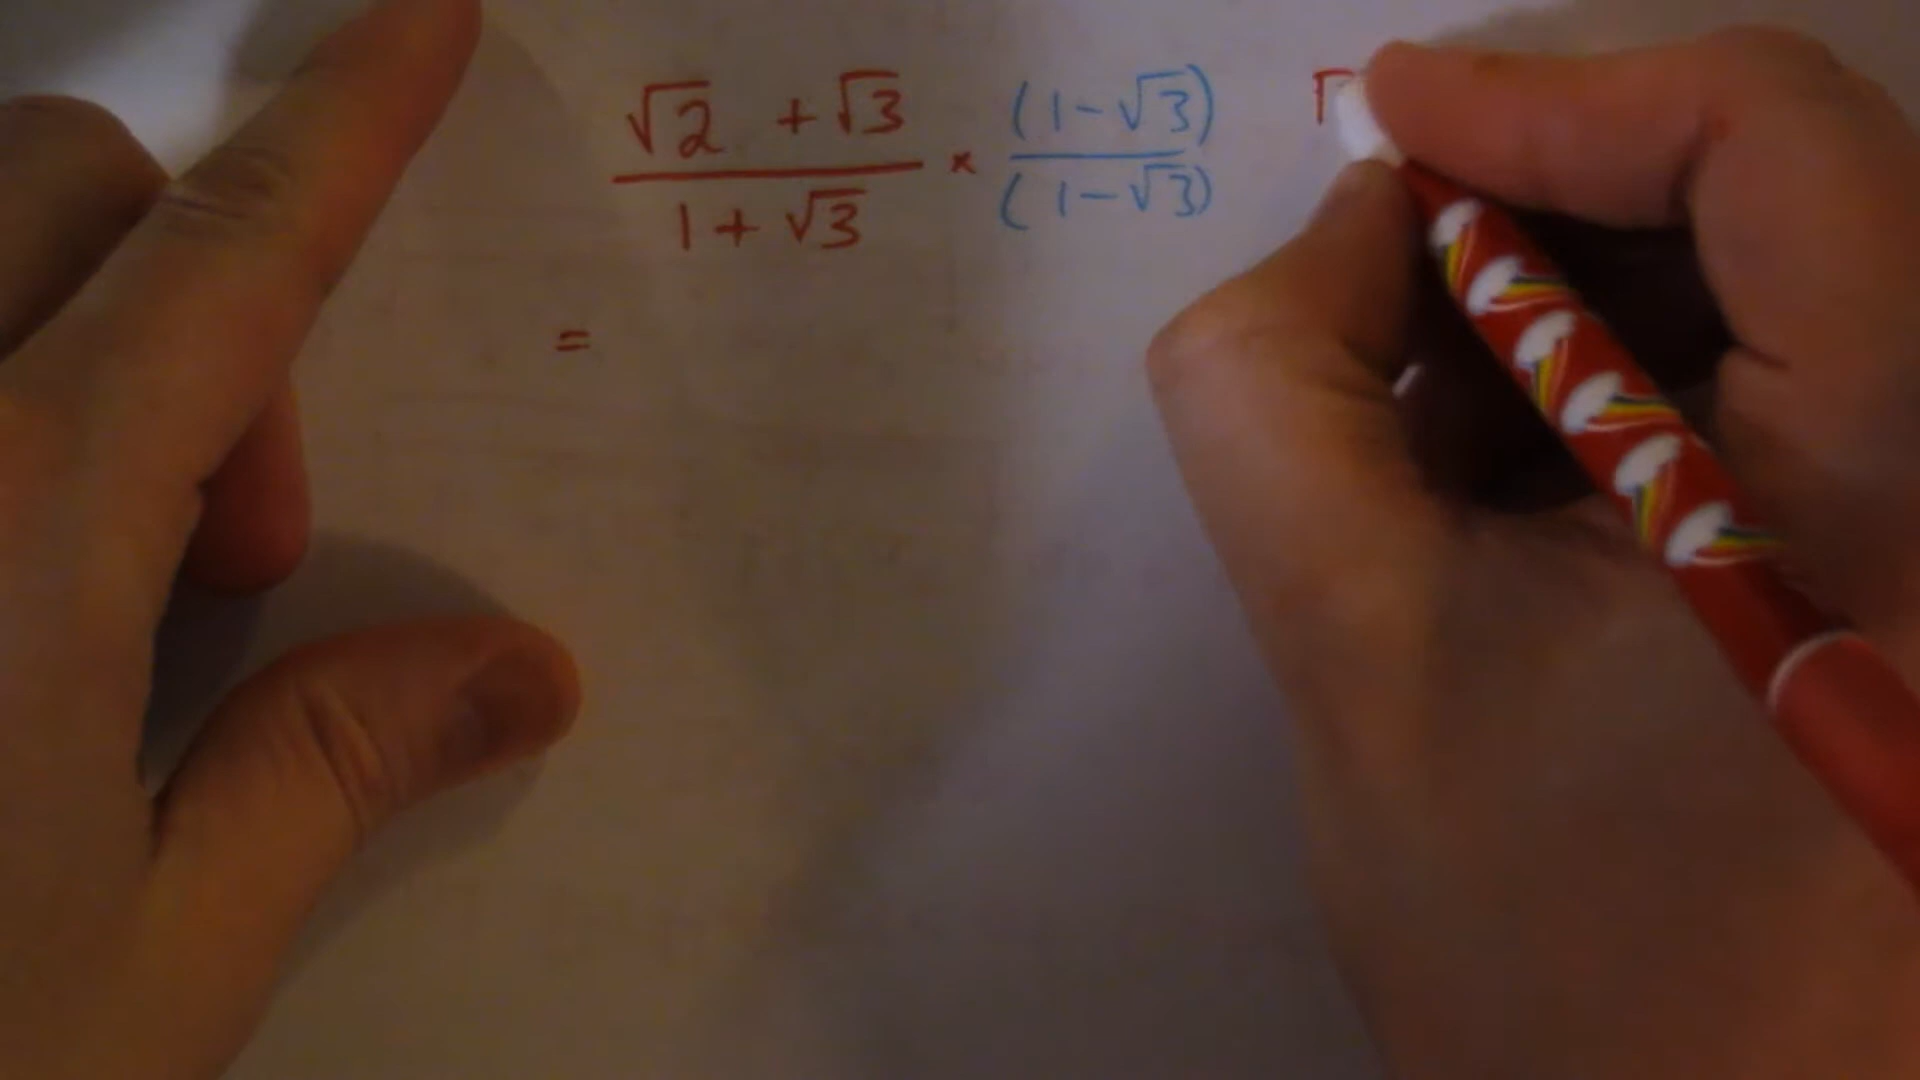 √2 + √3 × (1-√3)
1 + √3 (1-√3)
=